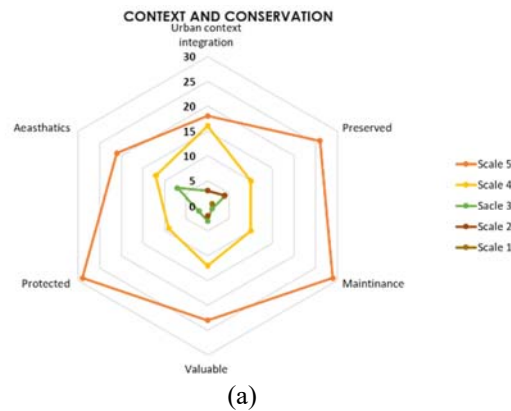 CONTEXT AND CONSERVATION
Urban context
integration
30
25
20
15
10
5
0
Aeasthatics
Preserved
Protected
Maintinance
Valuable
Scale 5
Scale 4
Sacle 3
Scale 2
Scale 1
(a)